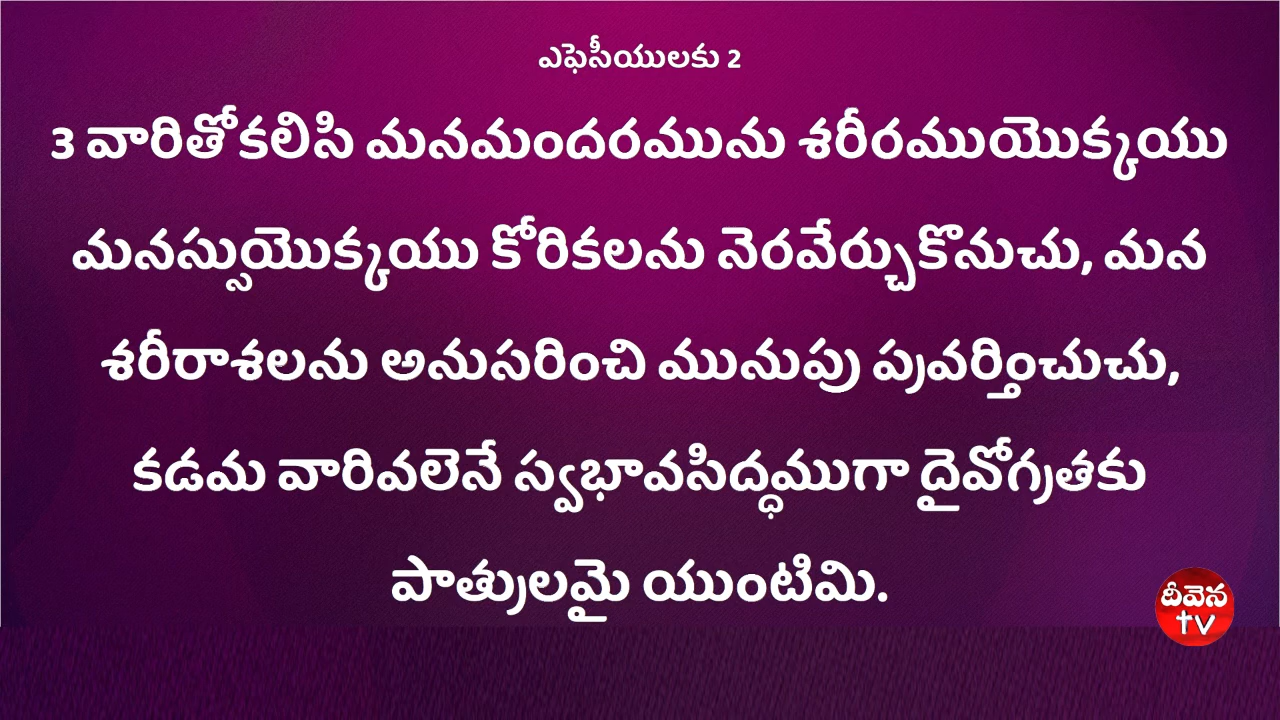 ఎఫెసీయులకు 2
3 వారితోకలిసి మనమందరమును శరీరముయొక్కయు
మనస్సుయొక్కయు కోరికలను నెరవేర్చుకొనుచు, మన
శరీరాశలను అనుసరించి మునుపు ప్రవర్తించుచు,
కడమ వారివలెనే స్వభావసిద్ధముగా దైవోగ్రతకు
పాత్రులమై యుంటిమి.
దీవెన
tv